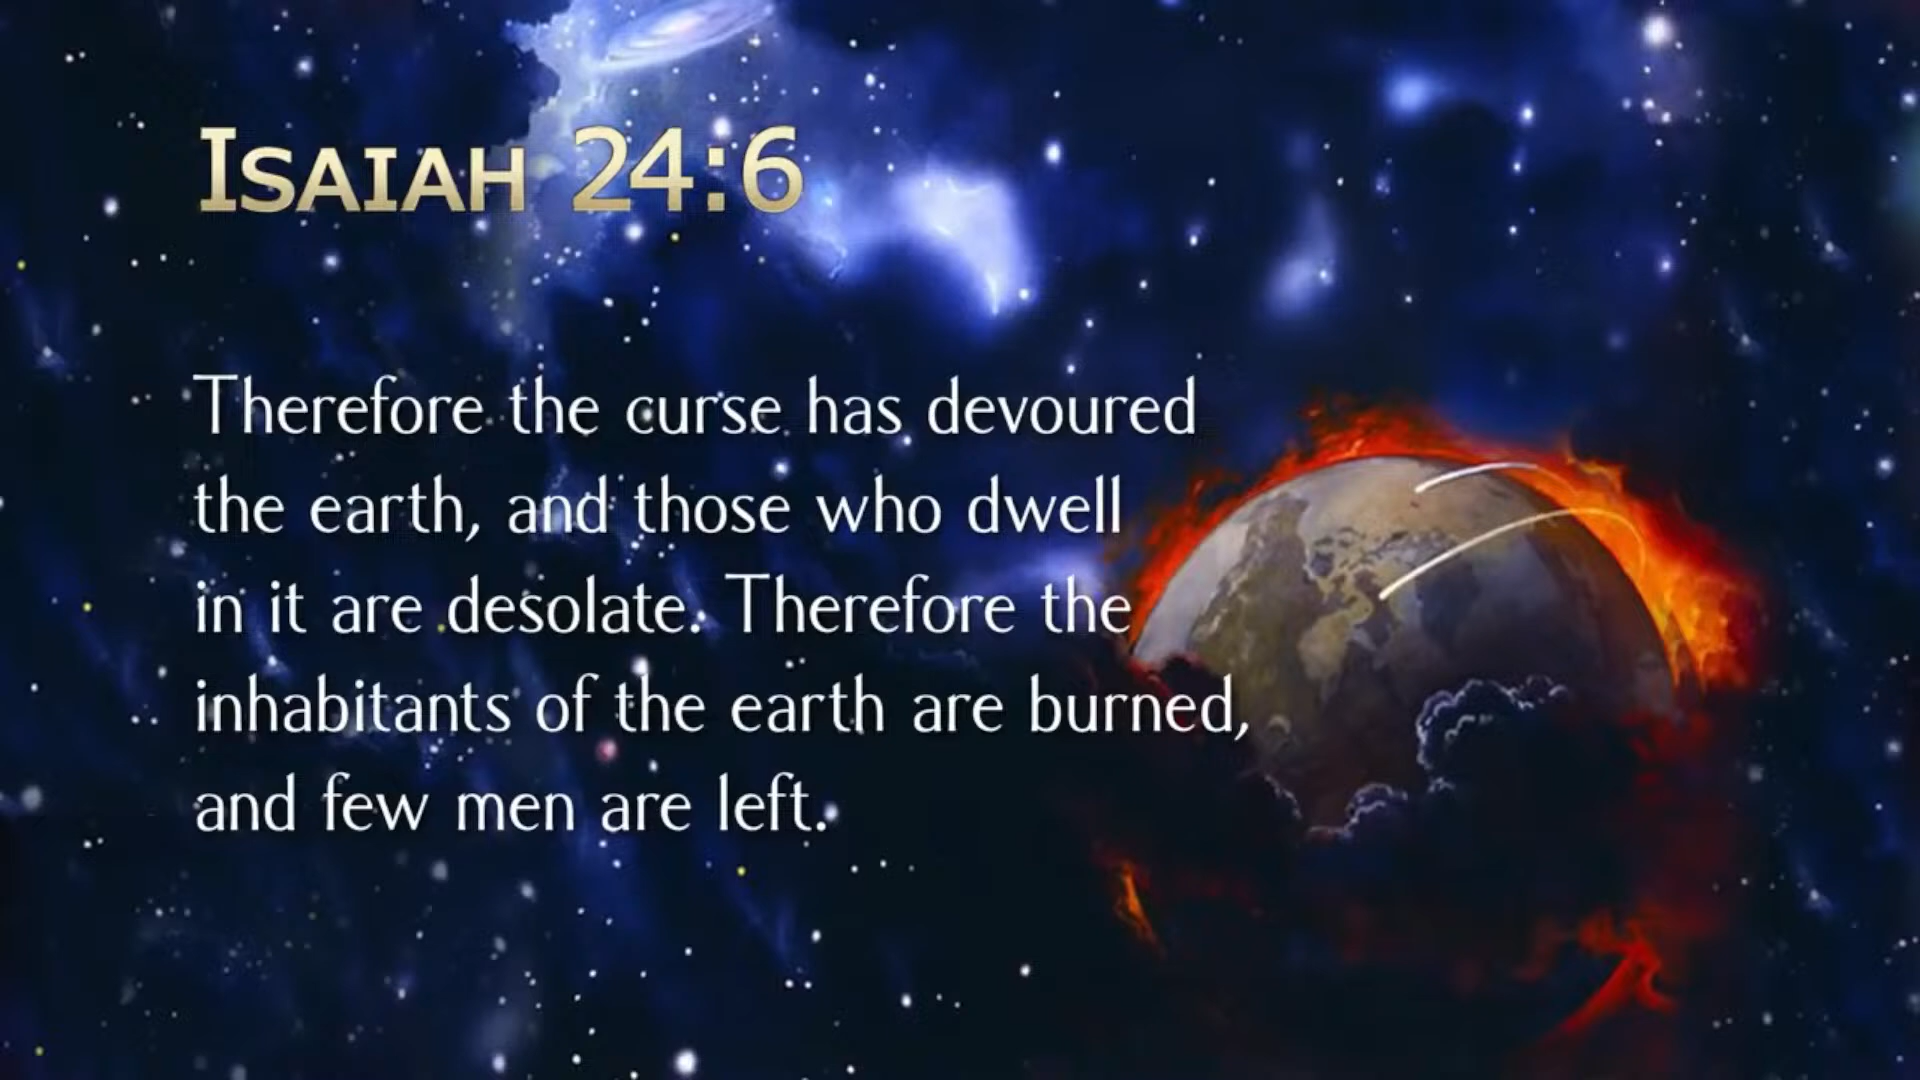 Isaiah 24:6
Therefore the curse has devoured
the earth, and those who dwell
in it are desolate. Therefore the
inhabitants of the earth are burned,
and few men are left.